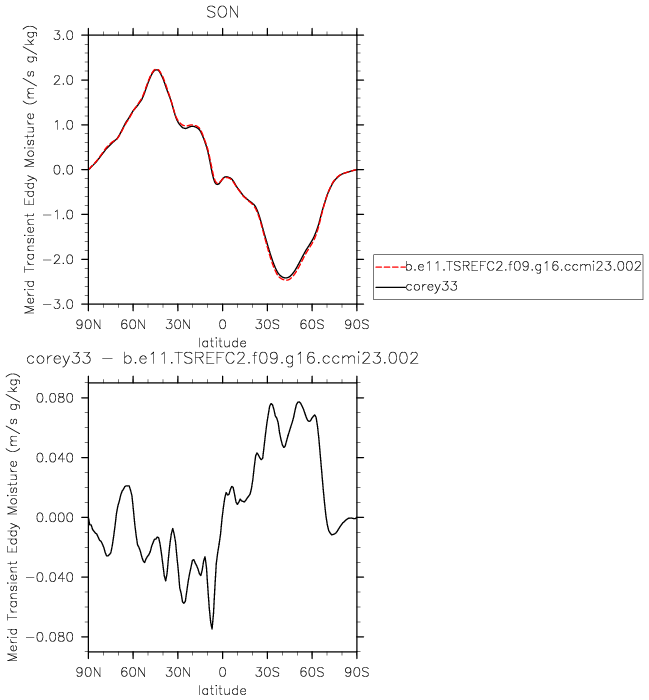 SON
Merid Transient Eddy Moisture (m/s g/kg)
3.0
2.0
1.0
0.0
-1.0
-2.0
-3.0
90N 60N 30N 0 30S 60S 90S
latitude
b.e11.TSREFC2.f09.g16.ccmi23.002
corey33
corey33 - b.e11.TSREFC2.f09.g16.ccmi23.002
Merid Transient Eddy Moisture (m/s g/kg)
0.080
0.040
0.000
-0.040
-0.080
90N 60N 30N 0 30S 60S 90S
latitude